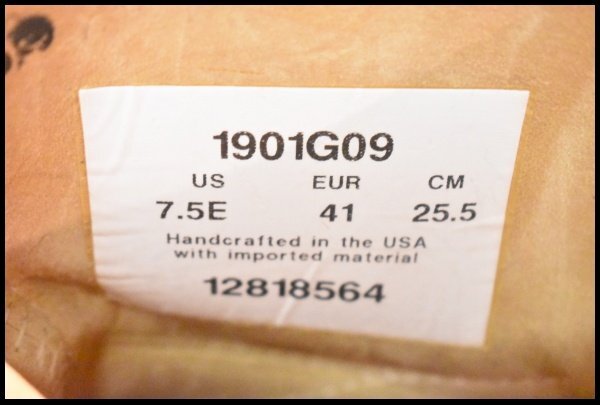 1901G09
US EUR CM
7.5E 41 25.5
Handcrafted in the USA
with imported material
12818564